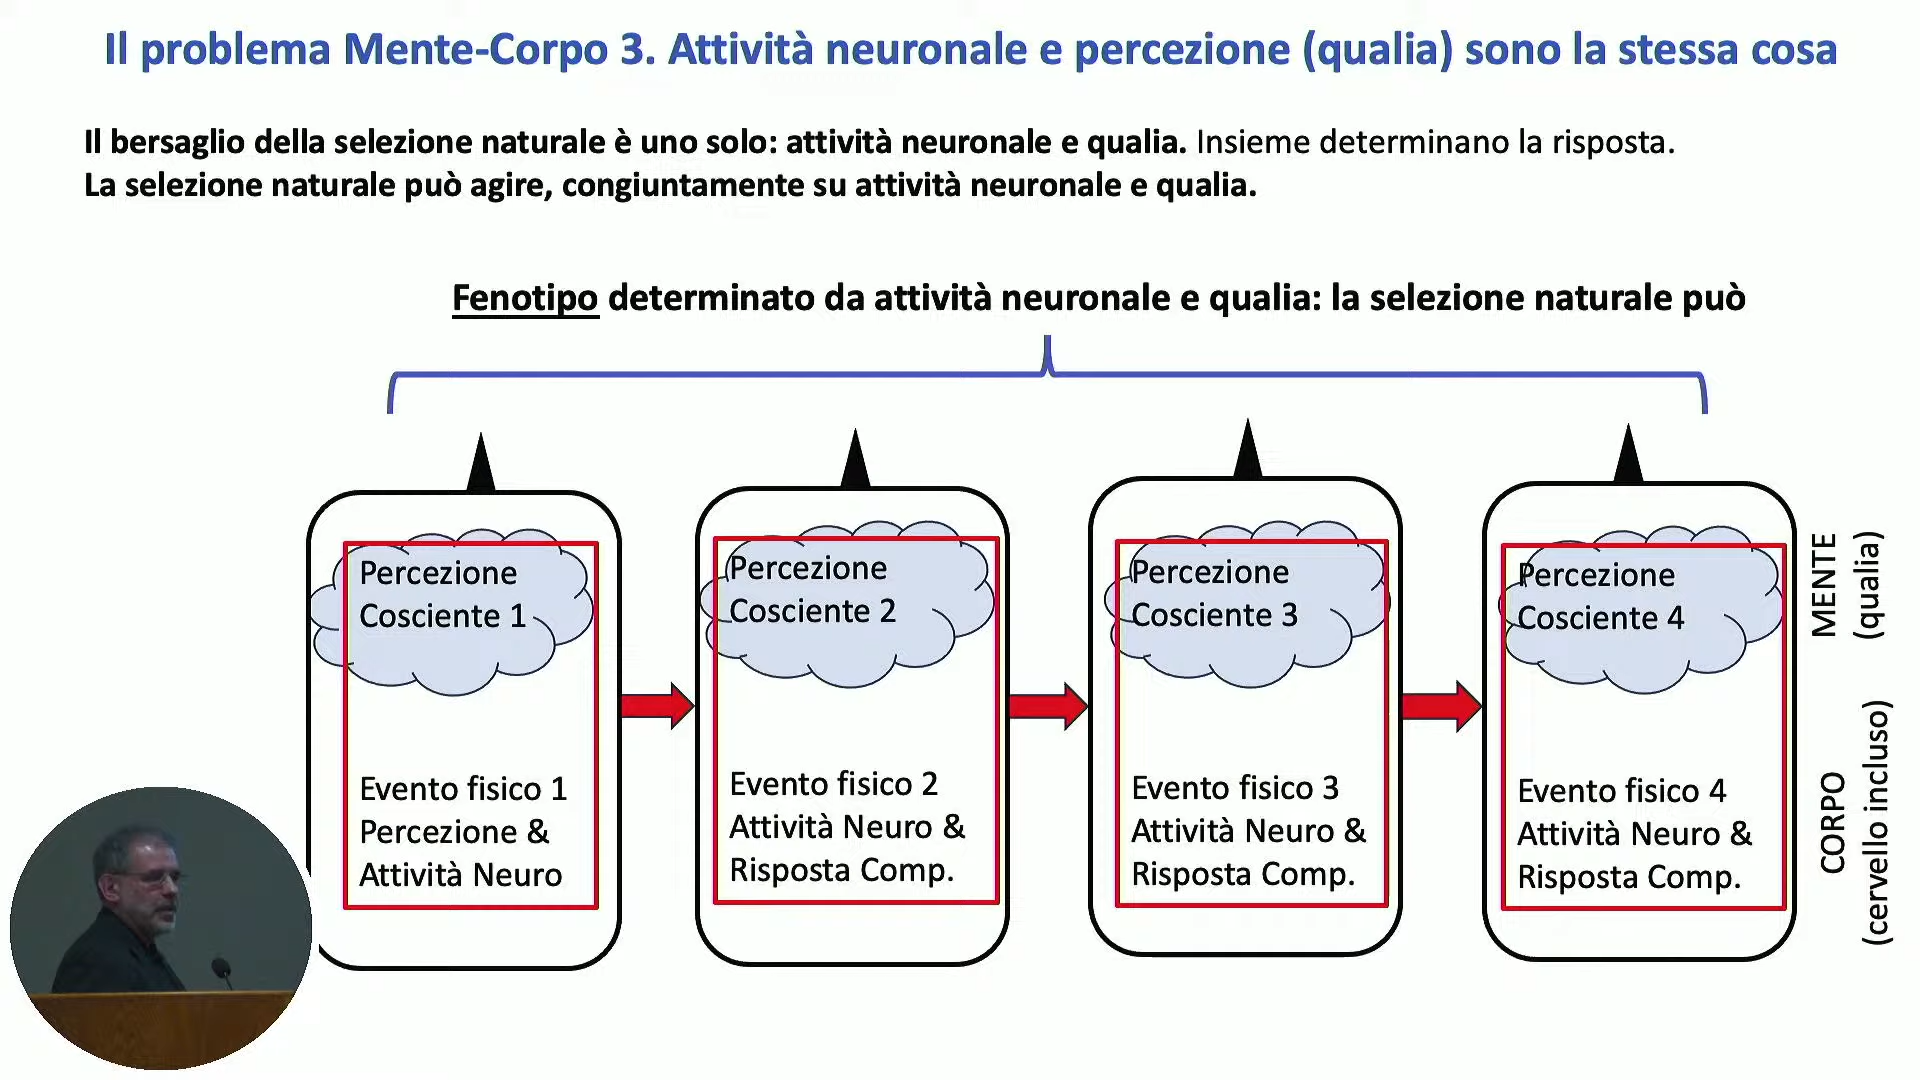 Il problema Mente-Corpo 3. Attività neuronale e percezione (qualia) sono la stessa cosa
Il bersaglio della selezione naturale è uno solo: attività neuronale e qualia. Insieme determinano la risposta.
La selezione naturale può agire, congiuntamente su attività neuronale e qualia.
Fenotipo determinato da attività neuronale e qualia: la selezione naturale può
Percezione
Cosciente 1
Evento fisico 1
Percezione &
Attività Neuro
Percezione
Cosciente 2
Evento fisico 2
Attività Neuro &
Risposta Comp.
Percezione
Cosciente 3
Evento fisico 3
Attività Neuro &
Risposta Comp.
Percezione
Cosciente 4
Evento fisico 4
Attività Neuro &
Risposta Comp.
MENTE
(qualia)
CORPO
(cervello incluso)